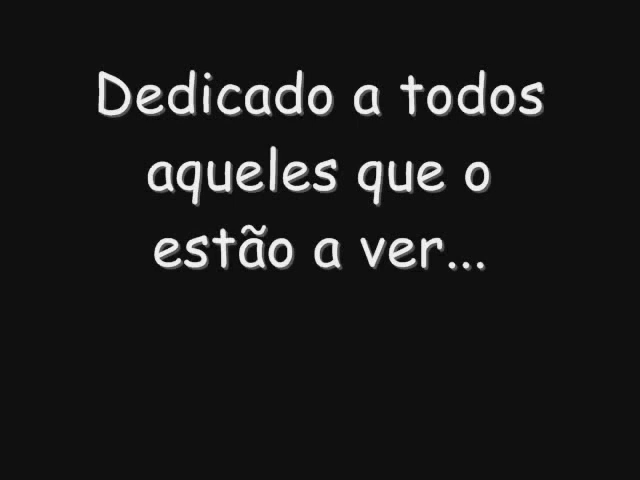 Dedicado a todos
aqueles que o
estão a ver...